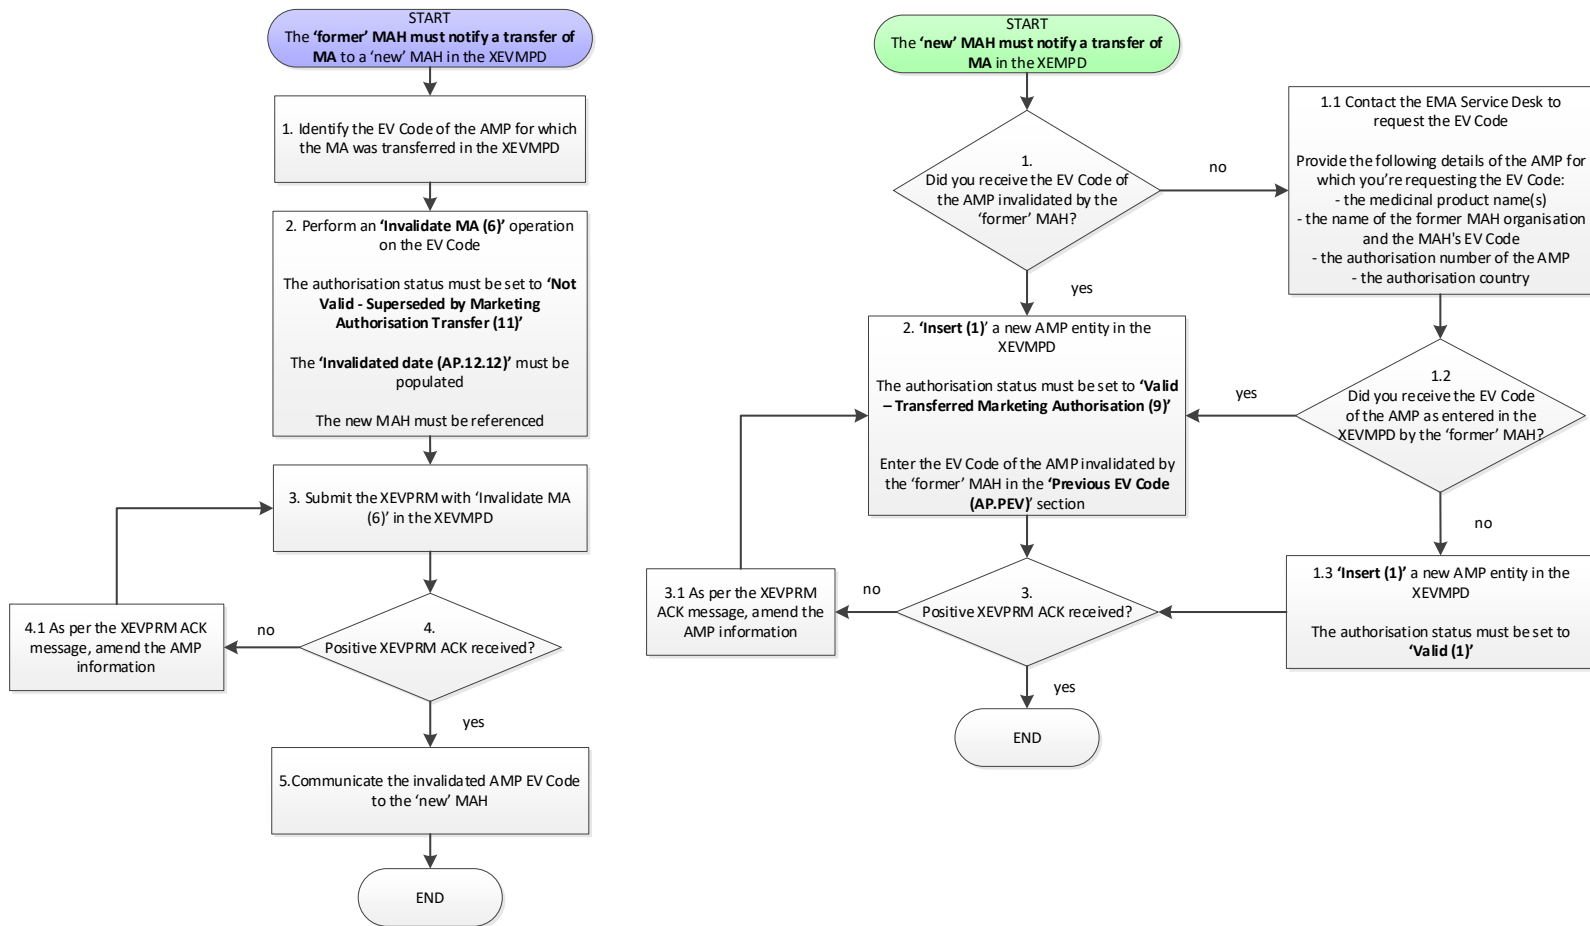 START
The ‘former’ MAH must notify a transfer of
MA to a ‘new’ MAH in the XEVMPD
1. Identify the EV Code of the AMP for which
the MA was transferred in the XEVMPD
2. Perform an ‘Invalidate MA (6)’ operation
on the EV Code
The authorisation status must be set to ‘Not
Valid - Superseded by Marketing
Authorisation Transfer (11)’
The ‘Invalidated date (AP.12.12)’ must be
populated
The new MAH must be referenced
3. Submit the XEVPRM with ‘Invalidate MA
(6)’ in the XEVMPD
4.
Positive XEVPRM ACK received?
no
4.1 As per the XEVPRM ACK
message, amend the AMP
information
yes
5.Communicate the invalidated AMP EV Code
to the ‘new’ MAH
END
START
The ‘new’ MAH must notify a transfer of
MA in the XEMPD
1.
Did you receive the EV Code of
the AMP invalidated by the
‘former’ MAH?
no
1.1 Contact the EMA Service Desk to
request the EV Code
Provide the following details of the AMP for
which you’re requesting the EV Code:
- the medicinal product name(s)
- the name of the former MAH organisation
and the MAH's EV Code
- the authorisation number of the AMP
- the authorisation country
yes
2. ‘Insert (1)’ a new AMP entity in the
XEVMPD
The authorisation status must be set to ‘Valid
– Transferred Marketing Authorisation (9)’
Enter the EV Code of the AMP invalidated by
the ‘former’ MAH in the ‘Previous EV Code
(AP.PEV)’ section
yes
1.2
Did you receive the EV Code
of the AMP as entered in the
XEVMPD by the ‘former’ MAH?
no
1.3 ‘Insert (1)’ a new AMP entity in the
XEVMPD
The authorisation status must be set to
‘Valid (1)’
3.
Positive XEVPRM ACK received?
no
3.1 As per the XEVPRM
ACK message, amend the
AMP information
yes
END